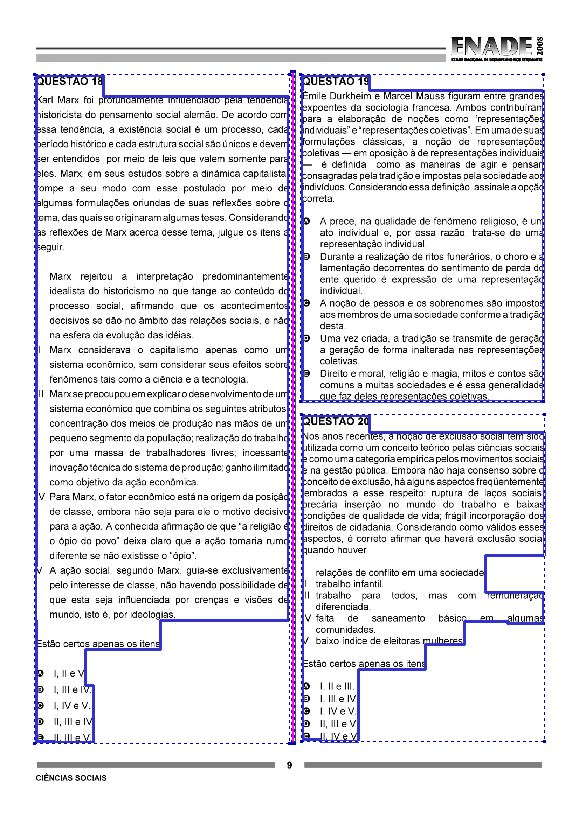 ENADE 2008
EXAME NACIONAL DE DESEMPENHO DOS ESTUDANTES
QUESTÃO 18
Karl Marx foi profundamente influenciado pela tendência
historicista do pensamento social alemão. De acordo com
essa tendência, a existência social é um processo, cada
período histórico e cada estrutura social são únicos e devem
ser entendidos por meio de leis que valem somente para
eles. Marx, em seus estudos sobre a dinâmica capitalista,
rompe a seu modo com esse postulado por meio de
algumas formulações oriundas de suas reflexões sobre o
tema, das quais se originaram algumas teses. Considerando
as reflexões de Marx acerca desse tema, julgue os itens a
seguir.
Marx rejeitou a interpretação predominantemente
idealista do historicismo no que tange ao conteúdo do
processo social, afirmando que os acontecimentos
decisivos se dão no âmbito das relações sociais, e não
na esfera da evolução das idéias.
I Marx considerava o capitalismo apenas como um
sistema econômico, sem considerar seus efeitos sobre
fenômenos tais como a ciência e a tecnologia.
II Marx se preocupou em explicar o desenvolvimento de um
sistema econômico que combina os seguintes atributos:
concentração dos meios de produção nas mãos de um
pequeno segmento da população; realização do trabalho
por uma massa de trabalhadores livres; incessante
inovação técnica do sistema de produção; ganho ilimitado
como objetivo da ação econômica.
IV Para Marx, o fator econômico está na origem da posição
de classe, embora não seja para ele o motivo decisivo
para a ação. A conhecida afirmação de que “a religião é
o ópio do povo” deixa claro que a ação tomaria rumo
diferente se não existisse o “ópio”.
V A ação social, segundo Marx, guia-se exclusivamente
pelo interesse de classe, não havendo possibilidade de
que esta seja influenciada por crenças e visões de
mundo, isto é, por ideologias.
Estão certos apenas os itens
A I, II e V.
B I, III e IV.
C I, IV e V.
D II, III e IV.
E II, III e V.
QUESTÃO 19
Émile Durkheim e Marcel Mauss figuram entre grandes
expoentes da sociologia francesa. Ambos contribuíram
para a elaboração de noções como “representações
individuais” e “representações coletivas”. Em uma de suas
formulações clássicas, a noção de representações
coletivas — em oposição à de representações individuais
— é definida como as maneiras de agir e pensar
consagradas pela tradição e impostas pela sociedade aos
indivíduos. Considerando essa definição, assinale a opção
correta.
A A prece, na qualidade de fenômeno religioso, é um
ato individual e, por essa razão, trata-se de uma
representação individual.
B Durante a realização de ritos funerários, o choro e a
lamentação decorrentes do sentimento de perda do
ente querido é expressão de uma representação
individual.
C A noção de pessoa e os sobrenomes são impostos
aos membros de uma sociedade conforme a tradição
desta.
D Uma vez criada, a tradição se transmite de geração
a geração de forma inalterada nas representações
coletivas.
E Direito e moral, religião e magia, mitos e contos são
comuns a muitas sociedades e é essa generalidade
que faz deles representações coletivas.
QUESTÃO 20
Nos anos recentes, a noção de exclusão social tem sido
utilizada como um conceito teórico pelas ciências sociais
e como uma categoria empírica pelos movimentos sociais
e na gestão pública. Embora não haja consenso sobre o
conceito de exclusão, há alguns aspectos freqüentemente
lembrados a esse respeito: ruptura de laços sociais;
precária inserção no mundo do trabalho e baixas
condições de qualidade de vida; frágil incorporação dos
direitos de cidadania. Considerando como válidos esses
aspectos, é correto afirmar que haverá exclusão social
quando houver
relações de conflito em uma sociedade.
I trabalho infantil.
II trabalho para todos, mas com remuneração
diferenciada.
IV falta de saneamento básico em algumas
comunidades.
V baixo índice de eleitoras mulheres.
Estão certos apenas os itens
A I, II e III.
B I, III e IV.
C I, IV e V.
D II, III e V.
E II, IV e V.
9
CIÊNCIAS SOCIAIS